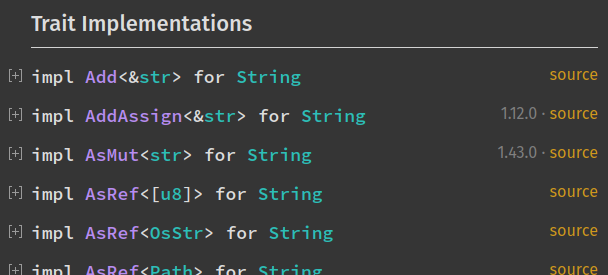 Trait Implementations
[+] impl Add<&str> for String source
[+] impl AddAssign<&str> for String 1.12.0 · source
[+] impl AsMut<str> for String 1.43.0 · source
[+] impl AsRef<[u8]> for String source
[+] impl AsRef<OsStr> for String source
[+] impl AsRef<Path> for String source